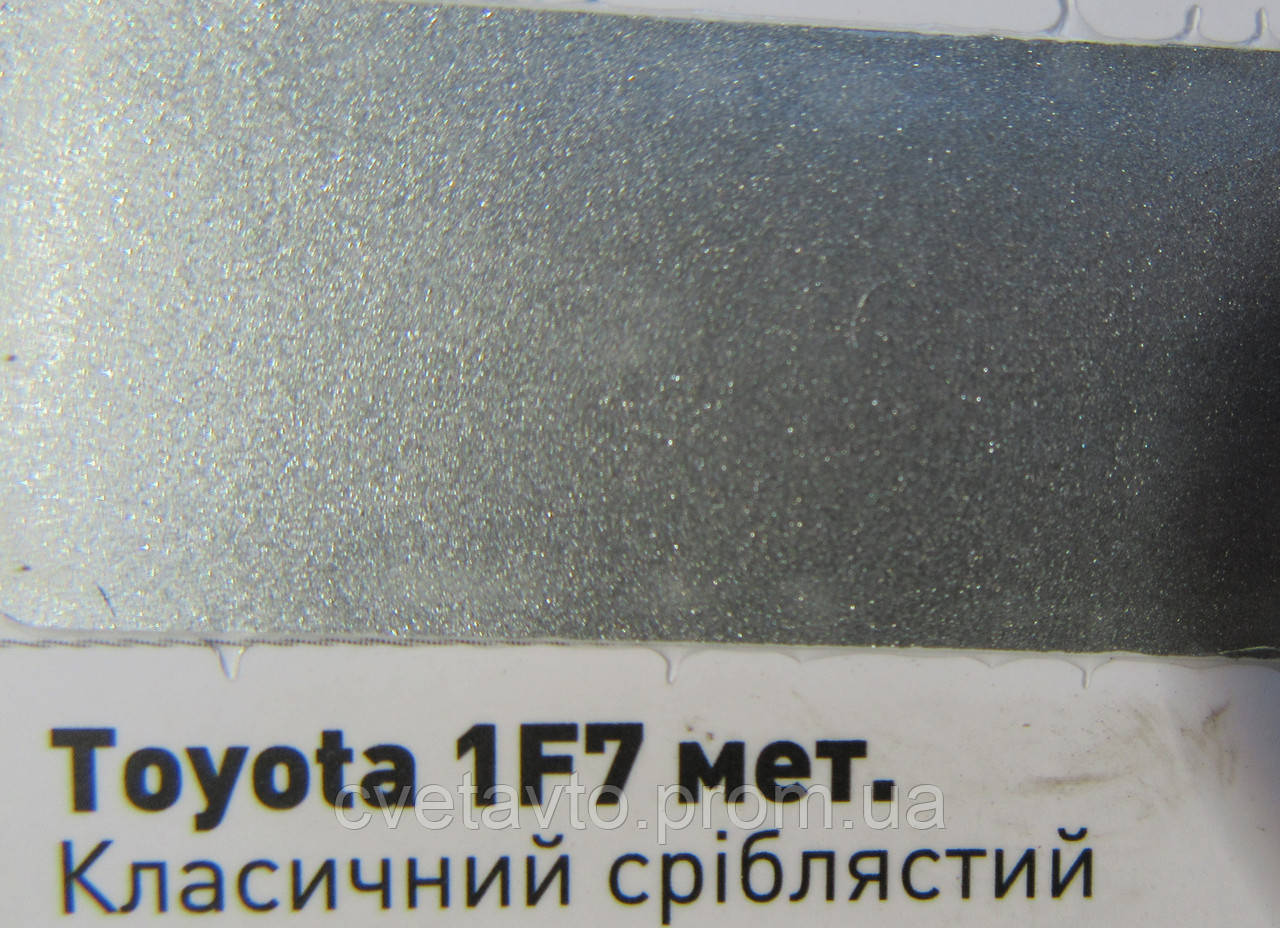 Toyota 1F7 мет.
cvetavto.prom.ua
Класичний сріблястий